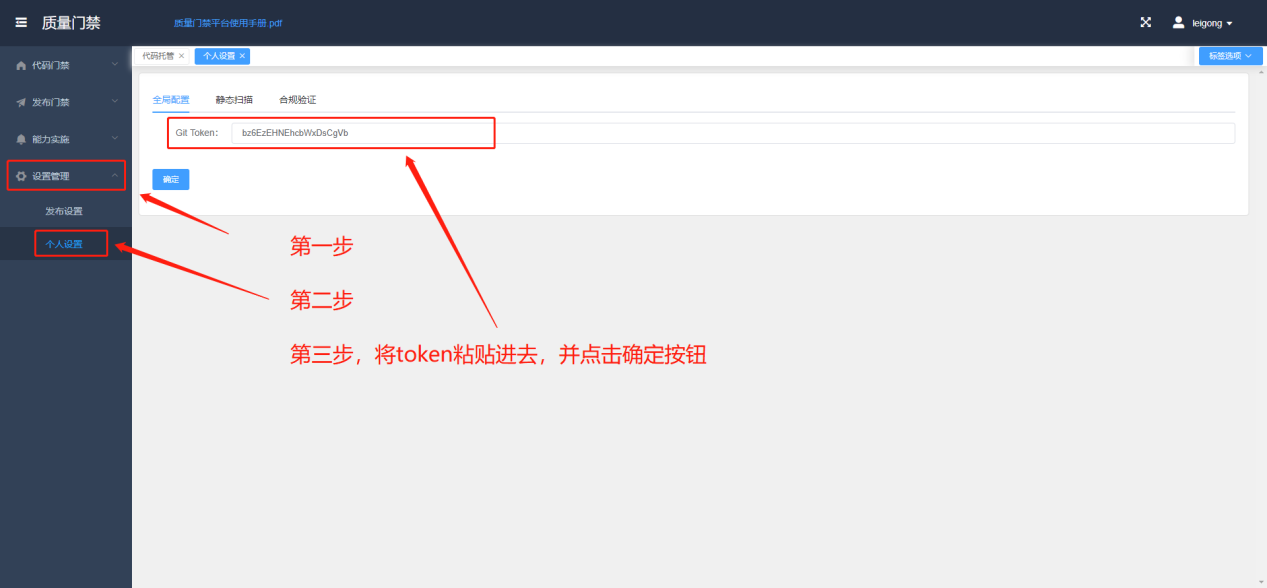 质量门禁
质量门禁平台使用手册.pdf
leigong
代码门禁
发布门禁
能力实施
设置管理
发布设置
个人设置
代码托管 ×
个人设置 ×
标签选项
全局配置 静态扫描 合规验证
Git Token: bz6EzEHNEhcbWxDsCgVb
确定
第一步
第二步
第三步，将token粘贴进去，并点击确定按钮